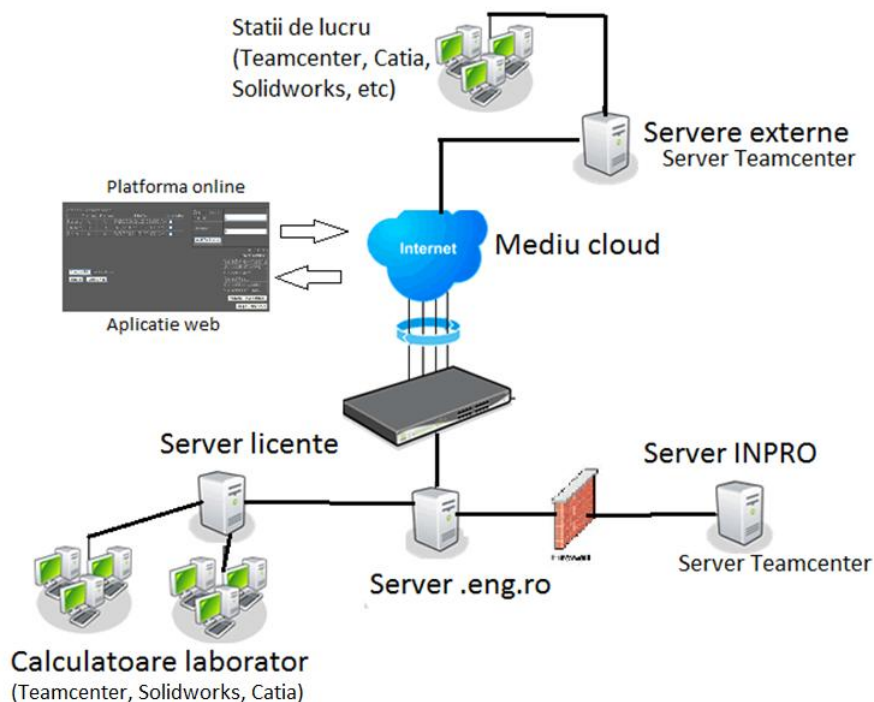 Statii de lucru
(Teamcenter, Catia,
Solidworks, etc)
Servere externe
Server Teamcenter
Platforma online
Internet
Mediu cloud
Aplicatie web
Server licente
Server INPRO
Server .eng.ro
Server Teamcenter
Calculatoare laborator
(Teamcenter, Solidworks, Catia)